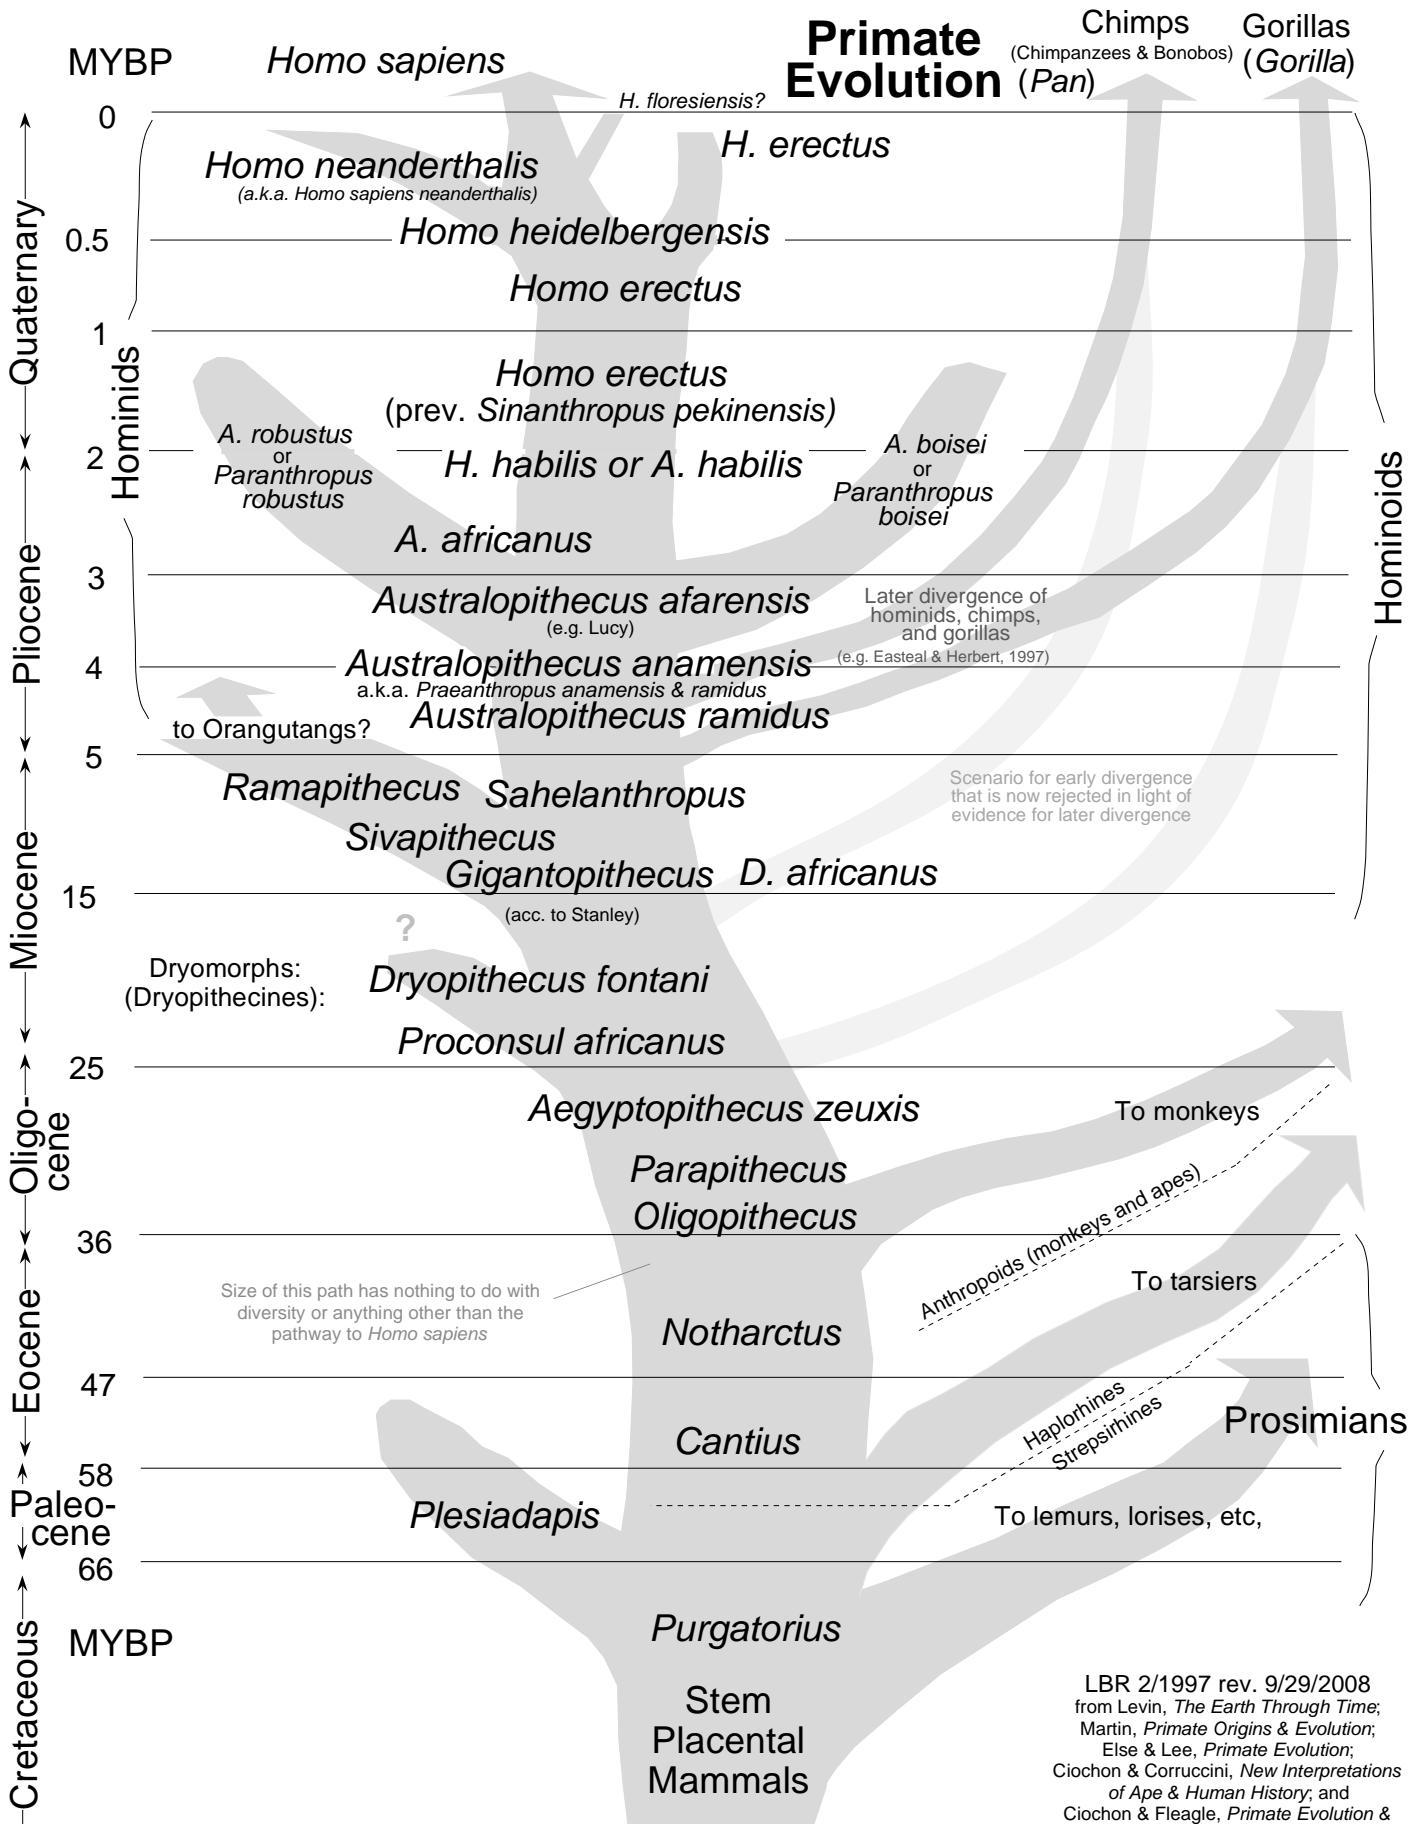 Primate
Evolution
Chimps
(Chimpanzees & Bonobos)
(Pan)
Gorillas
(Gorilla)
MYBP
Homo sapiens
H. floresiensis?
0
H. erectus
Homo neanderthalis
(a.k.a. Homo sapiens neanderthalis)
Quaternary
0.5
Homo heidelbergensis
Homo erectus
1
Hominids
Homo erectus
(prev. Sinanthropus pekinensis)
A. robustus
or
Paranthropus
robustus
2
H. habilis or A. habilis
A. boisei
or
Paranthropus
boisei
Hominoids
A. africanus
Pliocene
3
Australopithecus afarensis
(e.g. Lucy)
Later divergence of
hominids, chimps,
and gorillas
(e.g. Easteal & Herbert, 1997)
4
Australopithecus anamensis
a.k.a. Praeanthropus anamensis & ramidus
Australopithecus ramidus
to Orangutangs?
5
Ramapithecus
Sahelanthropus
Scenario for early divergence
that is now rejected in light of
evidence for later divergence
Sivapithecus
Gigantopithecus
D. africanus
Miocene
15
(acc. to Stanley)
?
Dryomorphs:
(Dryopithecines):
Dryopithecus fontani
Proconsul africanus
25
Oligo-
cene
Aegyptopithecus zeuxis
To monkeys
Parapithecus
Oligopithecus
Anthropoids (monkeys and apes)
36
Size of this path has nothing to do with
diversity or anything other than the
pathway to Homo sapiens
To tarsiers
Eocene
Notharctus
47
Haplorhines
Strepsirhines
Prosimians
Cantius
58
Paleo-
cene
Plesiadapis
To lemurs, lorises, etc,
66
Cretaceous
MYBP
Purgatorius
Stem
Placental
Mammals
LBR 2/1997 rev. 9/29/2008
from Levin, The Earth Through Time;
Martin, Primate Origins & Evolution;
Else & Lee, Primate Evolution;
Ciochon & Corruccini, New Interpretations
of Ape & Human History; and
Ciochon & Fleagle, Primate Evolution &